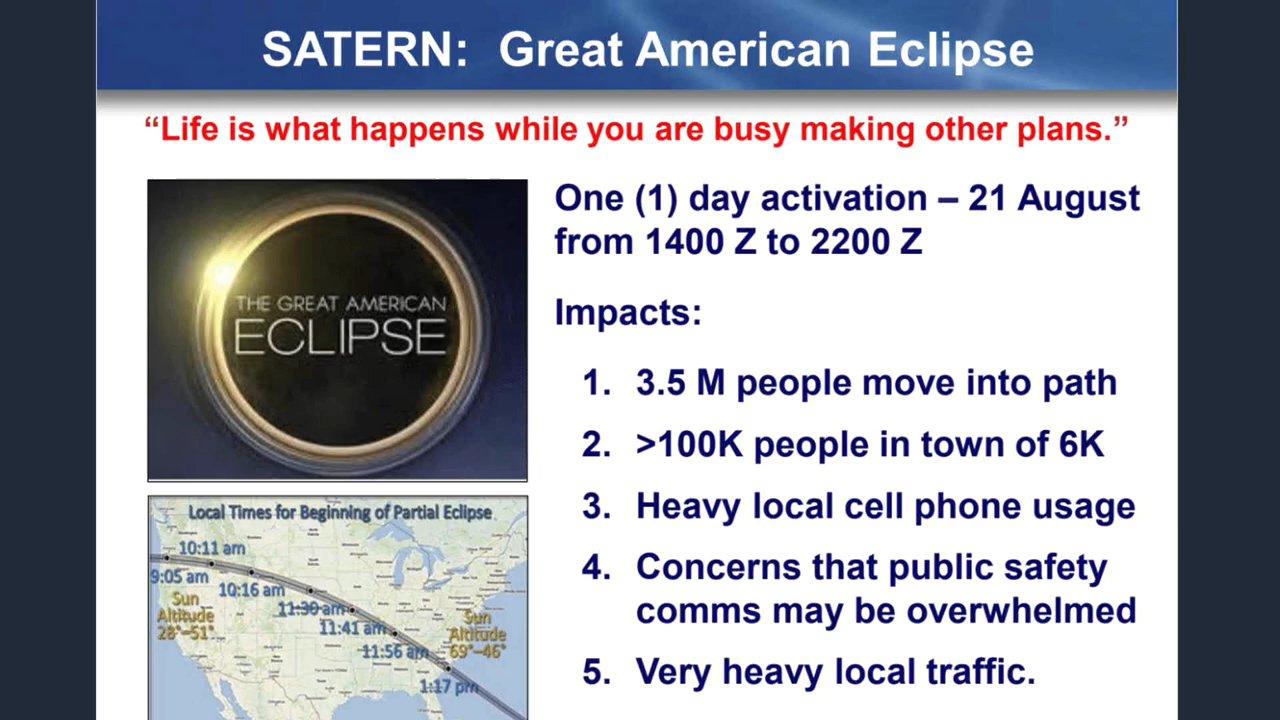 SATERN: Great American Eclipse
“Life is what happens while you are busy making other plans.”
THE GREAT AMERICAN
ECLIPSE
One (1) day activation – 21 August
from 1400 Z to 2200 Z
Impacts:
1. 3.5 M people move into path
2. >100K people in town of 6K
3. Heavy local cell phone usage
4. Concerns that public safety
comms may be overwhelmed
5. Very heavy local traffic.
Local Times for Beginning of Partial Eclipse
10:11 am
9:05 am
10:16 am
11:30 am
11:41 am
11:56 am
1:17 pm
Sun
Altitude
28°–51°
Sun
Altitude
69°–46°